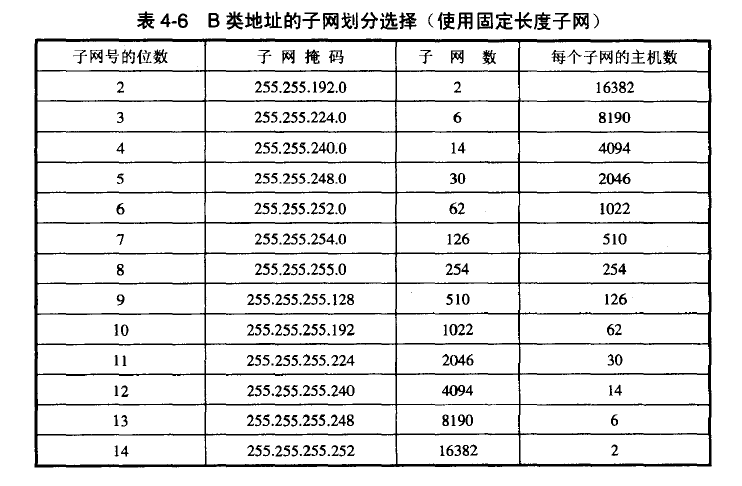 表 4-6 B 类地址的子网划分选择（使用固定长度子网）
子网号的位数 子 网 掩 码 子 网 数 每个子网的主机数
2 255.255.192.0 2 16382
3 255.255.224.0 6 8190
4 255.255.240.0 14 4094
5 255.255.248.0 30 2046
6 255.255.252.0 62 1022
7 255.255.254.0 126 510
8 255.255.255.0 254 254
9 255.255.255.128 510 126
10 255.255.255.192 1022 62
11 255.255.255.224 2046 30
12 255.255.255.240 4094 14
13 255.255.255.248 8190 6
14 255.255.255.252 16382 2